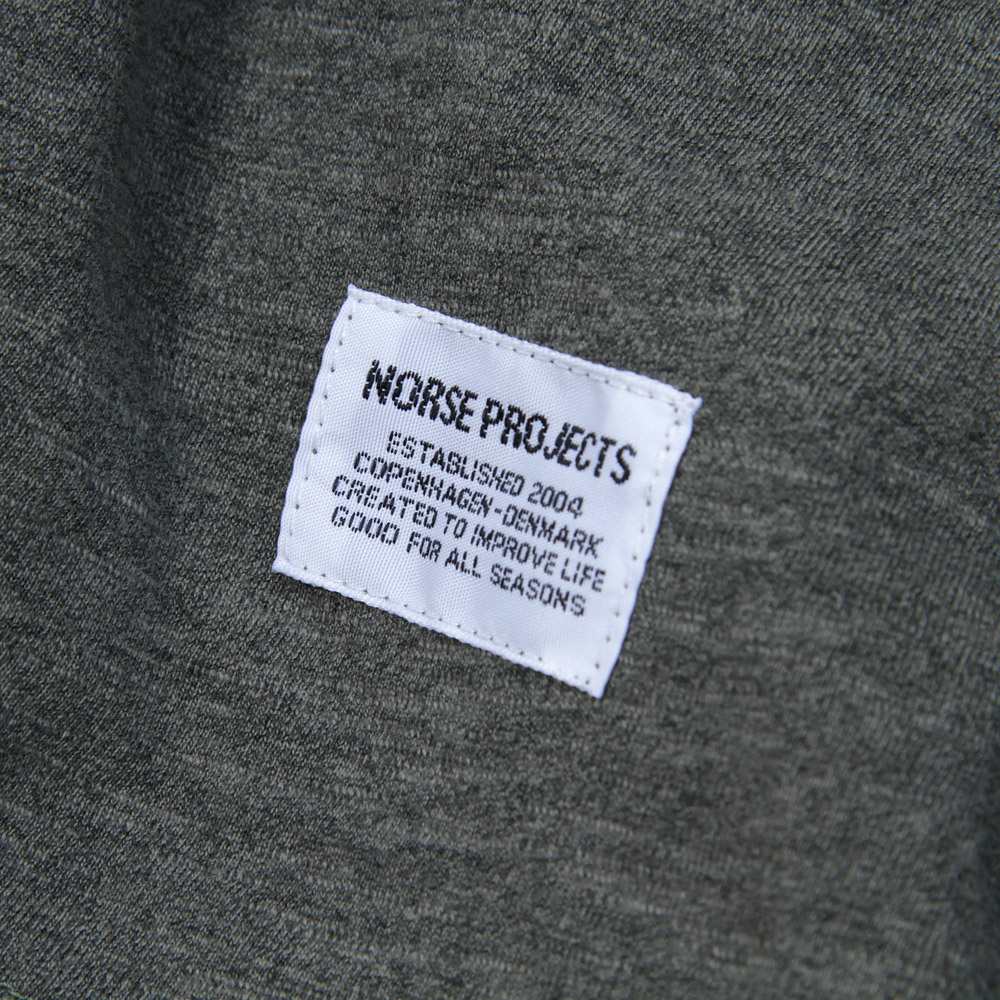 NORSE PROJECTS
ESTABLISHED 2004
COPENHAGEN-DENMARK
CREATED TO IMPROVE LIFE
GOOD FOR ALL SEASONS